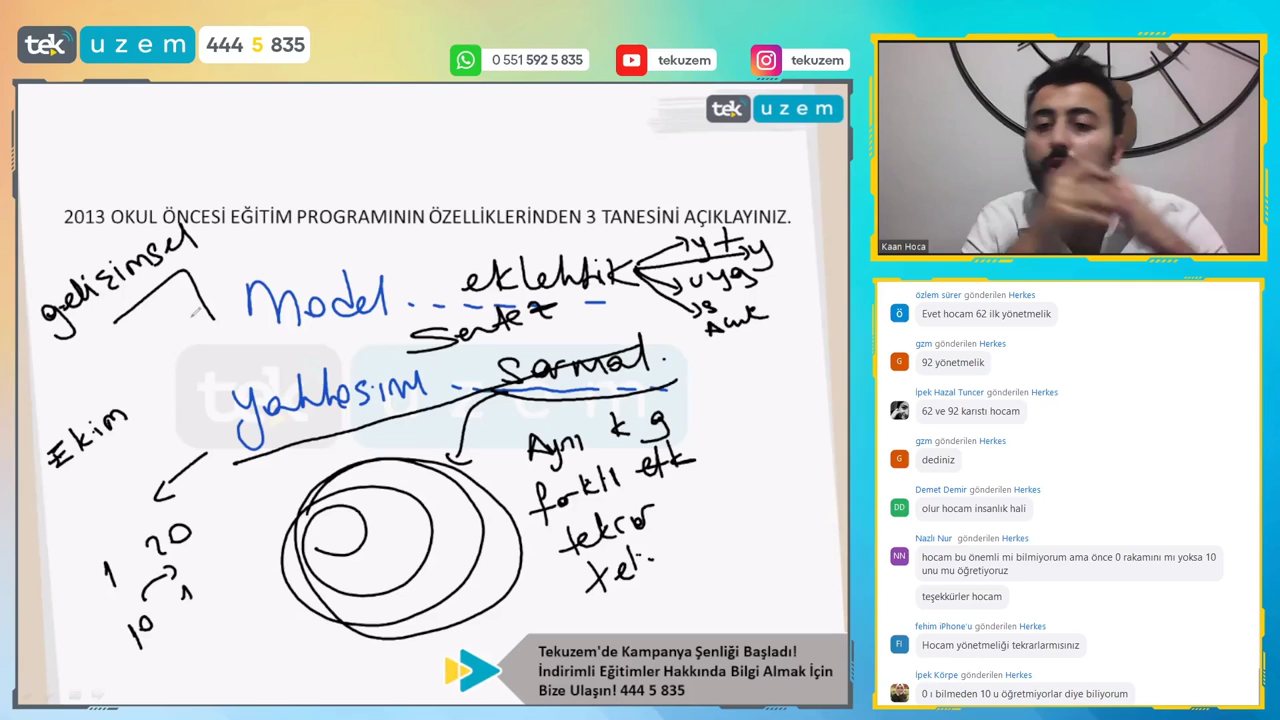 tek uzem 444 5 835
0 551 592 5 835 tekuzem tekuzem
tek uzem
2013 OKUL ÖNCESİ EĞİTİM PROGRAMININ ÖZELLİKLERİNDEN 3 TANESİNİ AÇIKLAYINIZ.
gelişimsel
Model eklektik
Sentez
yaklaşım sarmal
Ekim
Aynı k g
farklı etk
tekrar
1 20
10 1
Tekuzem'de Kampanya Şenliği Başladı!
İndirimli Eğitimler Hakkında Bilgi Almak İçin
Bize Ulaşın! 444 5 835
Kaan Hoca
özlem sürer gönderilen Herkes
Ö Evet hocam 62 ilk yönetmelik
gzm gönderilen Herkes
G 92 yönetmelik
İpek Hazal Tuncer gönderilen Herkes
62 ve 92 karıstı hocam
gzm gönderilen Herkes
G dediniz
Demet Demir gönderilen Herkes
DD olur hocam insanlık hali
Nazlı Nur gönderilen Herkes
NN hocam bu önemli mi bilmiyorum ama önce 0 rakamını mı yoksa 10
unu mu öğretiyoruz
teşekkürler hocam
fehim iPhone'u gönderilen Herkes
FI Hocam yönetmeliği tekrarlarmısınız
İpek Körpe gönderilen Herkes
0 ı bilmeden 10 u öğretmiyorlar diye biliyorum